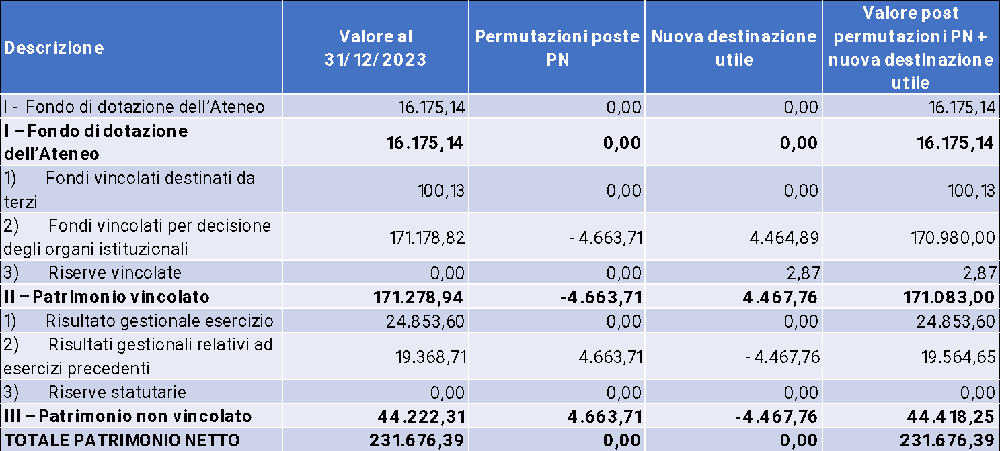 Descrizione Valore al 31/12/2023 Permutazioni poste PN Nuova destinazione utile Valore post permutazioni PN + nuova destinazione utile
I - Fondo di dotazione dell’Ateneo 16.175,14 0,00 0,00 16.175,14
I – Fondo di dotazione dell’Ateneo 16.175,14 0,00 0,00 16.175,14
1) Fondi vincolati destinati da terzi 100,13 0,00 0,00 100,13
2) Fondi vincolati per decisione degli organi istituzionali 171.178,82 -4.663,71 4.464,89 170.980,00
3) Riserve vincolate 0,00 0,00 2,87 2,87
II – Patrimonio vincolato 171.278,94 -4.663,71 4.467,76 171.083,00
1) Risultato gestionale esercizio 24.853,60 0,00 0,00 24.853,60
2) Risultati gestionali relativi ad esercizi precedenti 19.368,71 4.663,71 -4.467,76 19.564,65
3) Riserve statutarie 0,00 0,00 0,00 0,00
III – Patrimonio non vincolato 44.222,31 4.663,71 -4.467,76 44.418,25
TOTALE PATRIMONIO NETTO 231.676,39 0,00 0,00 231.676,39